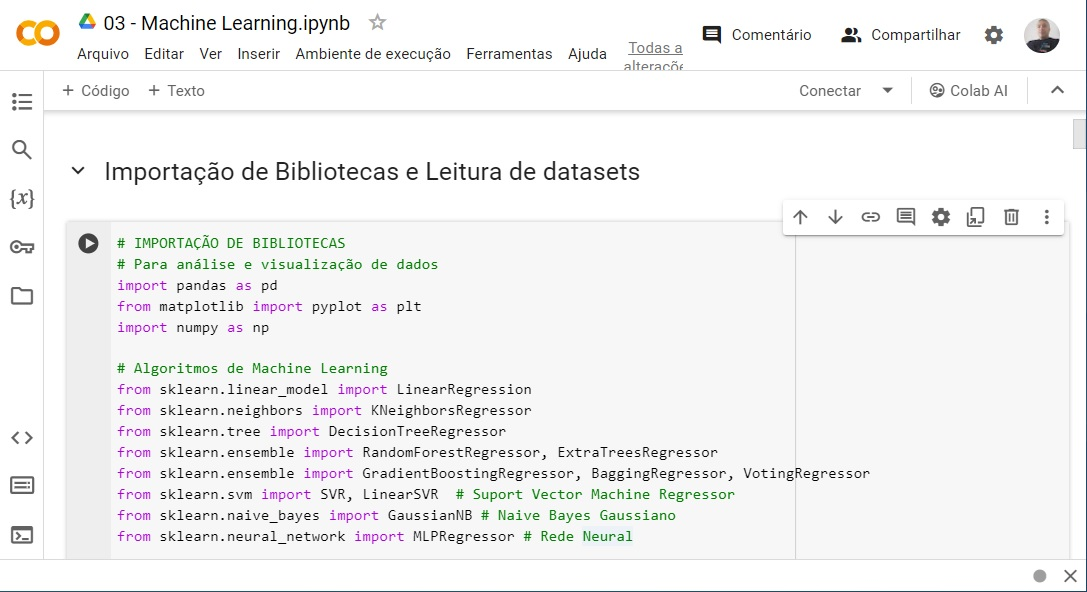 03 - Machine Learning.ipynb
Comentário
Compartilhar
Arquivo Editar Ver Inserir Ambiente de execução Ferramentas Ajuda Todas a
alteraçõe
+ Código + Texto
Conectar
Colab AI
{x}
Importação de Bibliotecas e Leitura de datasets
# IMPORTAÇÃO DE BIBLIOTECAS
# Para análise e visualização de dados
import pandas as pd
from matplotlib import pyplot as plt
import numpy as np
# Algoritmos de Machine Learning
from sklearn.linear_model import LinearRegression
from sklearn.neighbors import KNeighborsRegressor
from sklearn.tree import DecisionTreeRegressor
from sklearn.ensemble import RandomForestRegressor, ExtraTreesRegressor
from sklearn.ensemble import GradientBoostingRegressor, BaggingRegressor, VotingRegressor
from sklearn.svm import SVR, LinearSVR  # Suport Vector Machine Regressor
from sklearn.naive_bayes import GaussianNB # Naive Bayes Gaussiano
from sklearn.neural_network import MLPRegressor # Rede Neural